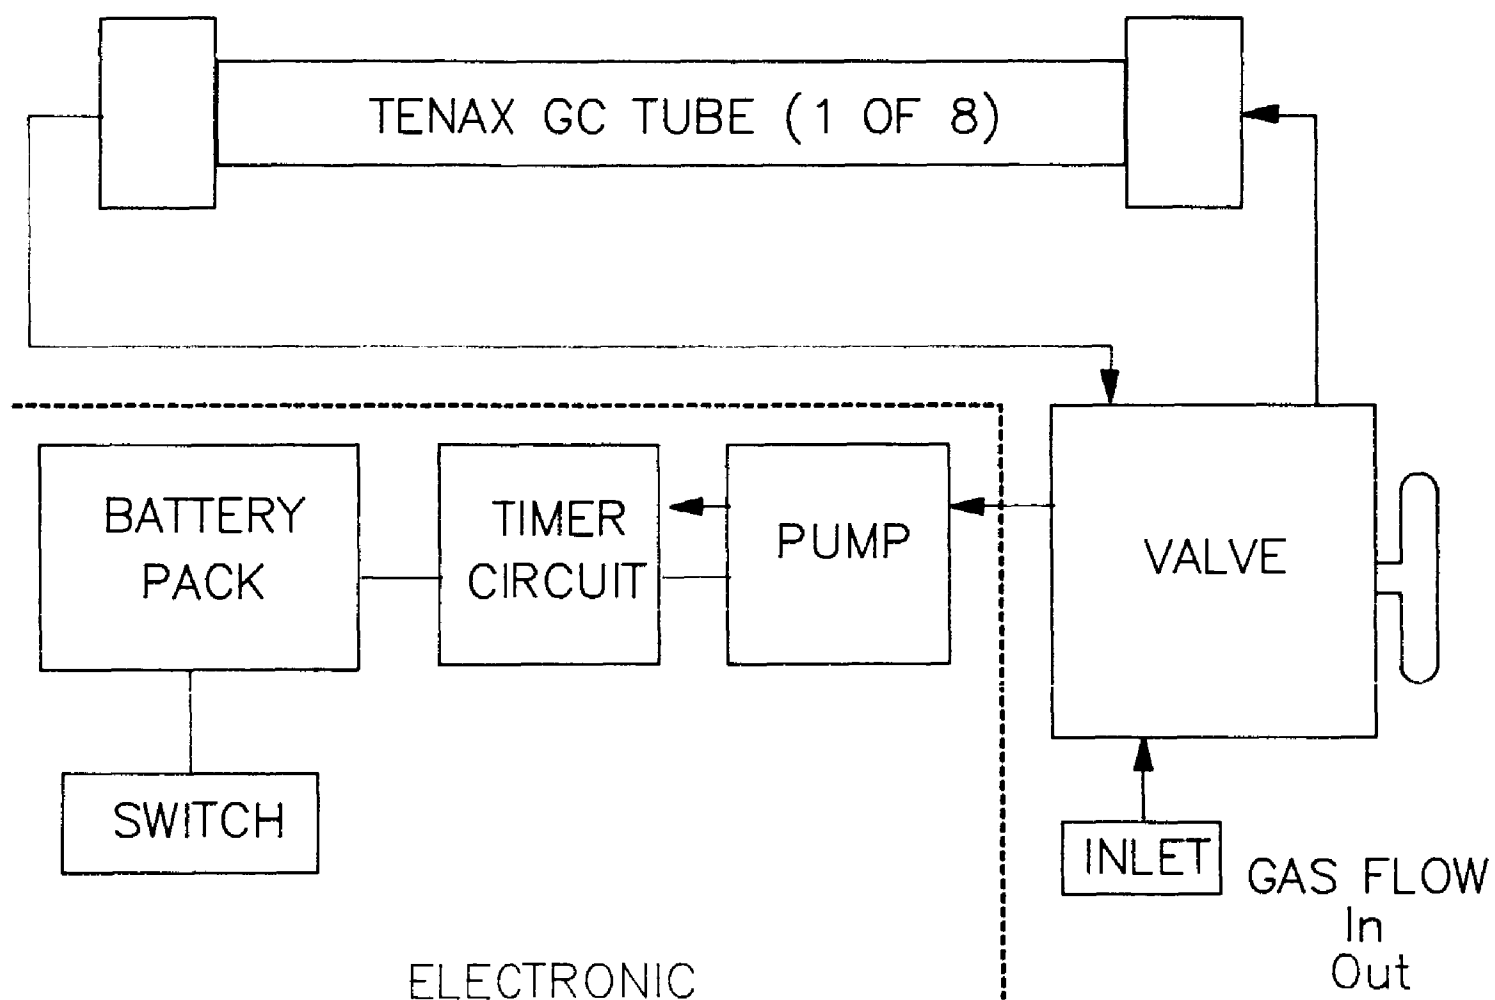 TENAX GC TUBE (1 OF 8)
BATTERY
PACK
TIMER
CIRCUIT
PUMP
VALVE
SWITCH
INLET
GAS FLOW
In
Out
ELECTRONIC